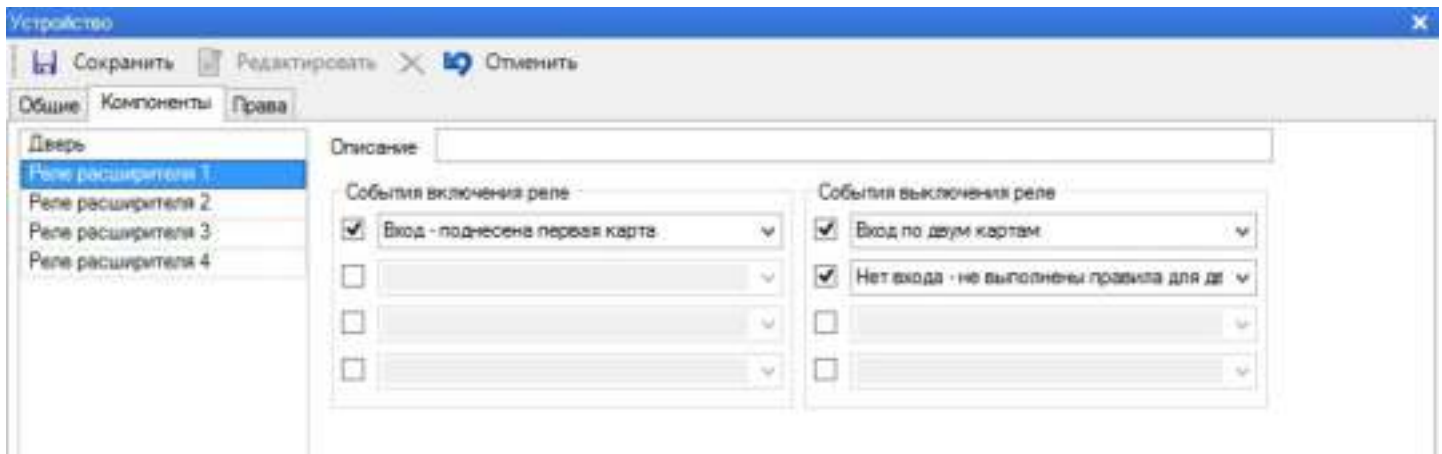 Устройство
Сохранить Редактировать Отменить
Общие Компоненты Права
Дверь
Реле расширителя 1
Реле расширителя 2
Реле расширителя 3
Реле расширителя 4
Описание
События включения реле
Вход - поднесена первая карта
События выключения реле
Вход по двум картам
Нет входа - не выполнены правила для дв